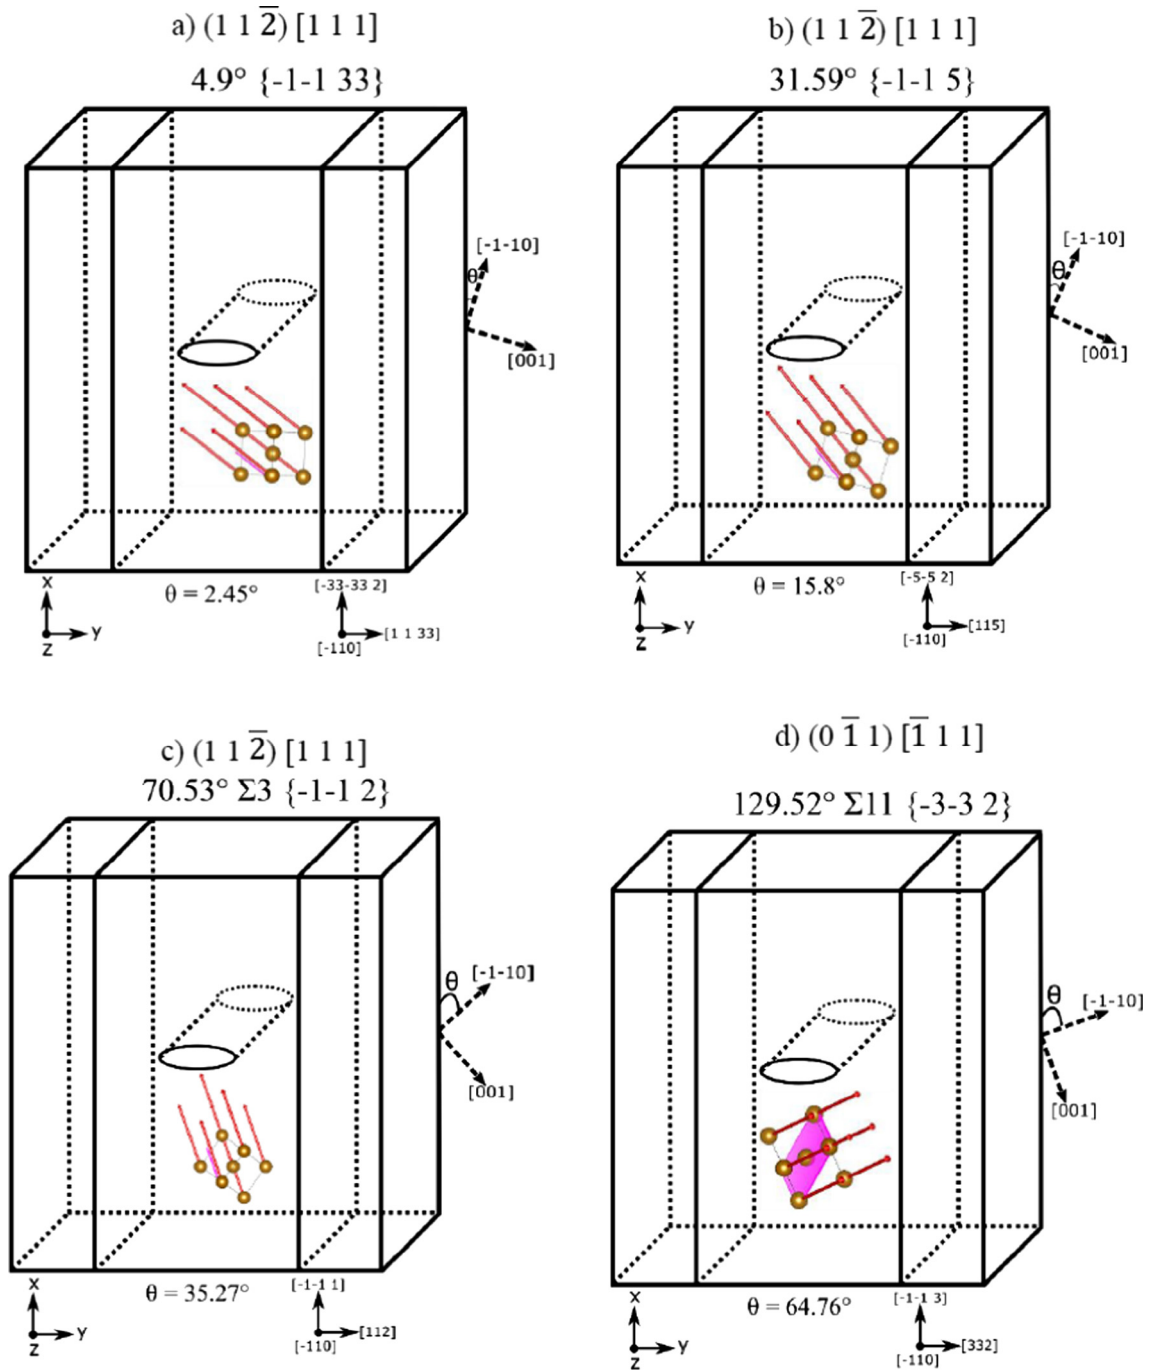 a) (1 1 2̅) [1 1 1]
4.9° {-1-1 33}
[-1-10]
θ
[001]
[-33-33 2]
θ = 2.45°
x
y
z
[1 1 33]
[-110]
b) (1 1 2̅) [1 1 1]
31.59° {-1-1 5}
[-1-10]
θ
[001]
[-5-5 2]
θ = 15.8°
x
y
z
[115]
[-110]
c) (1 1 2̅) [1 1 1]
70.53° Σ3 {-1-1 2}
θ
[-1-10]
[001]
[-1-1 1]
θ = 35.27°
x
y
z
[112]
[-110]
d) (0 1̅ 1) [1̅ 1 1]
129.52° Σ11 {-3-3 2}
θ
[-1-10]
[001]
[-1-1 3]
θ = 64.76°
x
y
z
[332]
[-110]